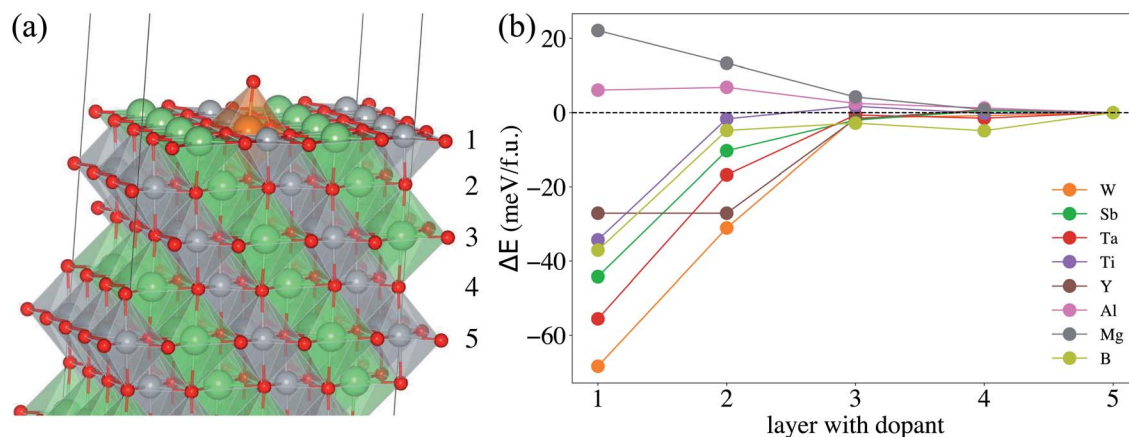 (a)
1
2
3
4
5
(b)
ΔE (meV/f.u.)
20
0
−20
−40
−60
W
Sb
Ta
Ti
Y
Al
Mg
B
1 2 3 4 5
layer with dopant